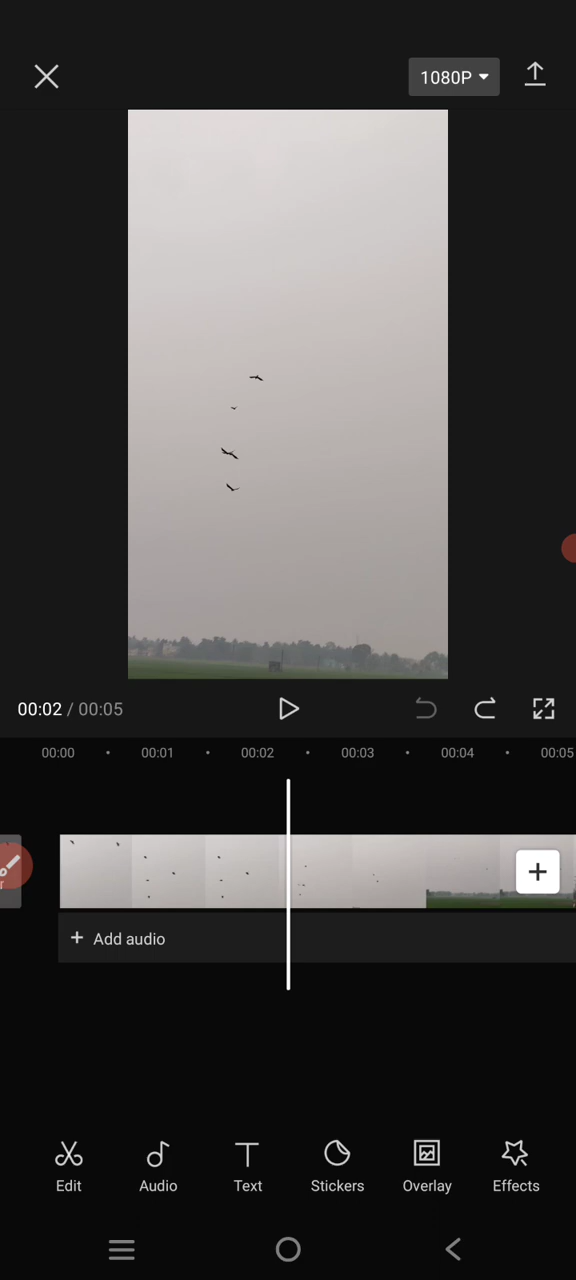 1080P
00:02 / 00:05
00:00 00:01 00:02 00:03 00:04 00:05
+ Add audio
Edit Audio Text Stickers Overlay Effects